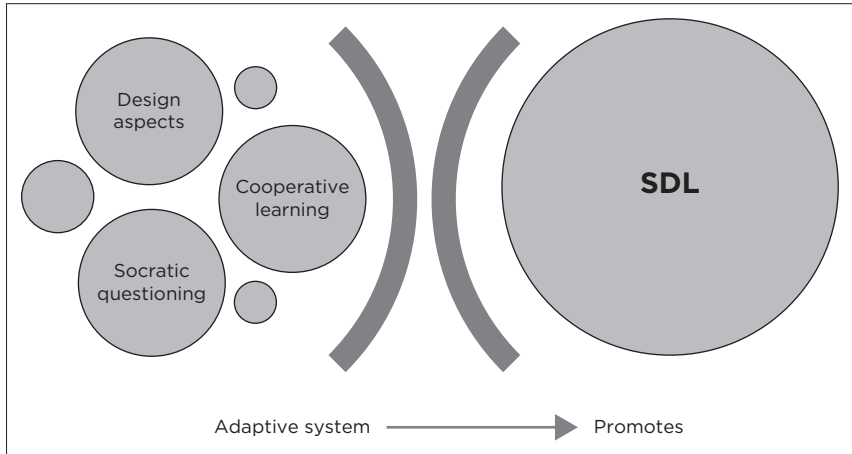 Design
aspects
Cooperative
learning
Socratic
questioning
SDL
Adaptive system
Promotes